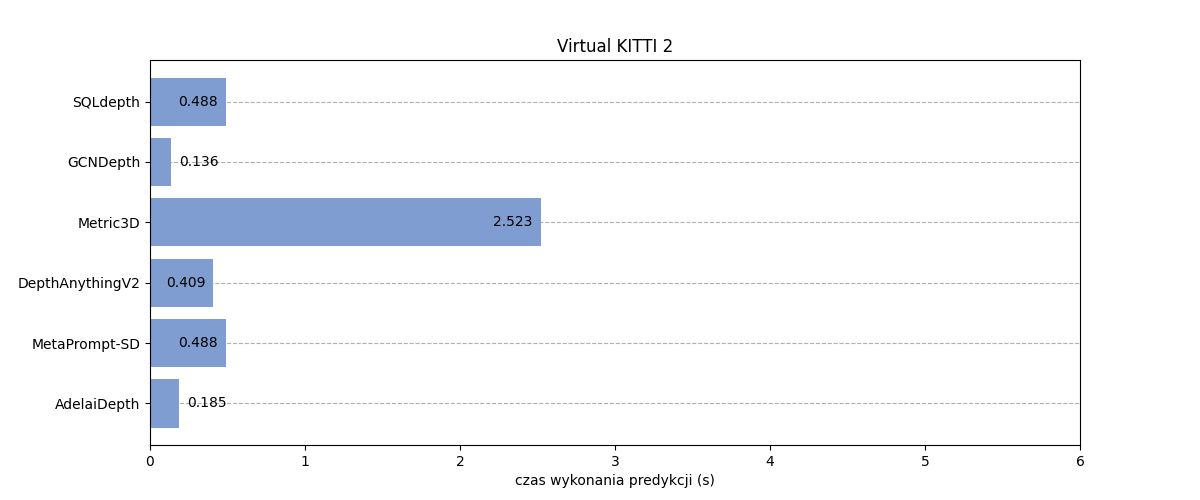 Virtual KITTI 2
SQLdepth 0.488
GCNDepth 0.136
Metric3D 2.523
DepthAnythingV2 0.409
MetaPrompt-SD 0.488
AdelaiDepth 0.185
0 1 2 3 4 5 6
czas wykonania predykcji (s)